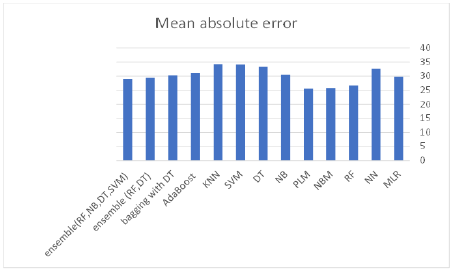 Mean absolute error
40
35
30
25
20
15
10
5
0
ensemble(RF,NB,DT,SVM)
ensemble (RF,DT)
bagging with DT
AdaBoost
KNN
SVM
DT
NB
PLM
NBM
RF
NN
MLR